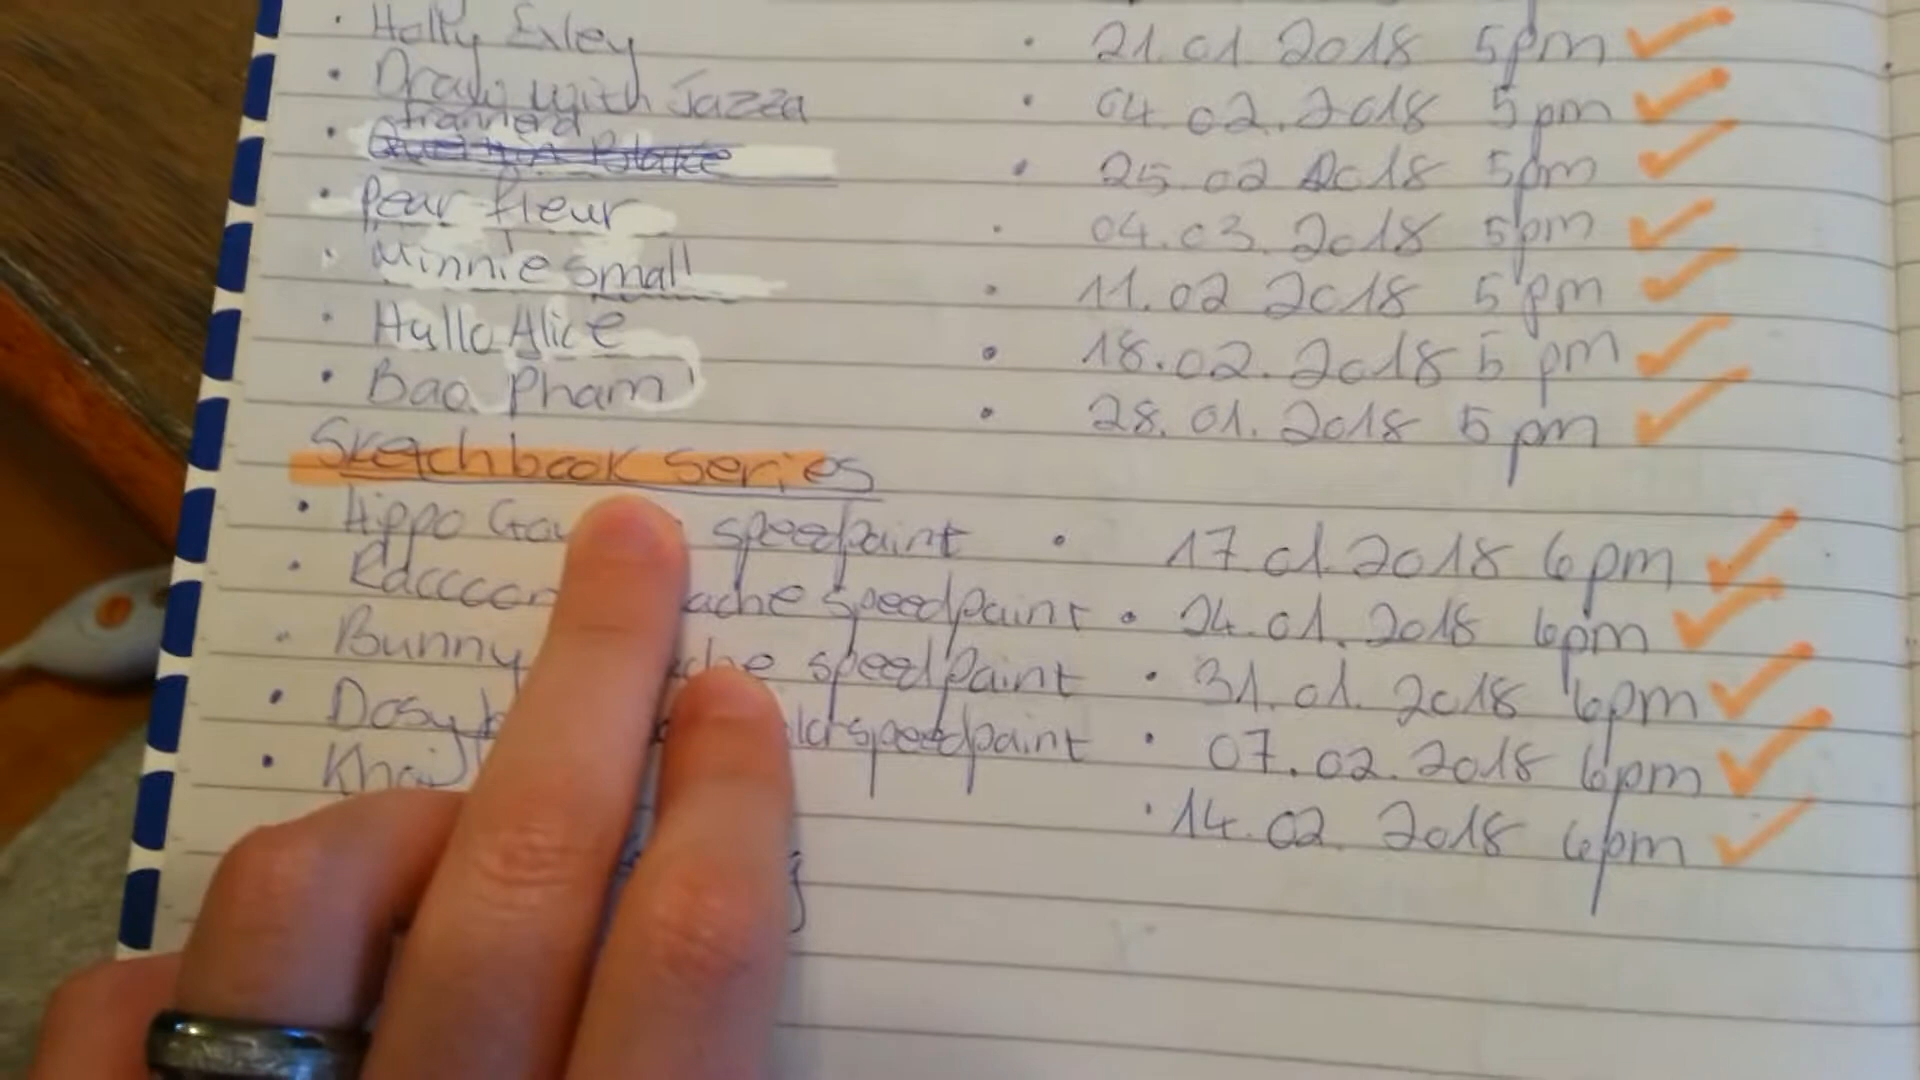 Holly Exley • 21.01.2018 5pm
• Draw with Jazza • 04.02.2018 5pm
• frannerd • 25.02.2018 5pm
• Pear fleur • 04.03.2018 5pm
• Minnie Small • 11.02.2018 5pm
• Hallo Alice • 18.02.2018 5pm
• Bao Pham • 28.01.2018 5pm
Sketchbook Series
• Hippo speedpaint • 17.01.2018 6pm
• speedpaint • 24.01.2018 6pm
• Bunny speedpaint • 31.01.2018 6pm
• speedpaint • 07.02.2018 6pm
• 14.02.2018 6pm